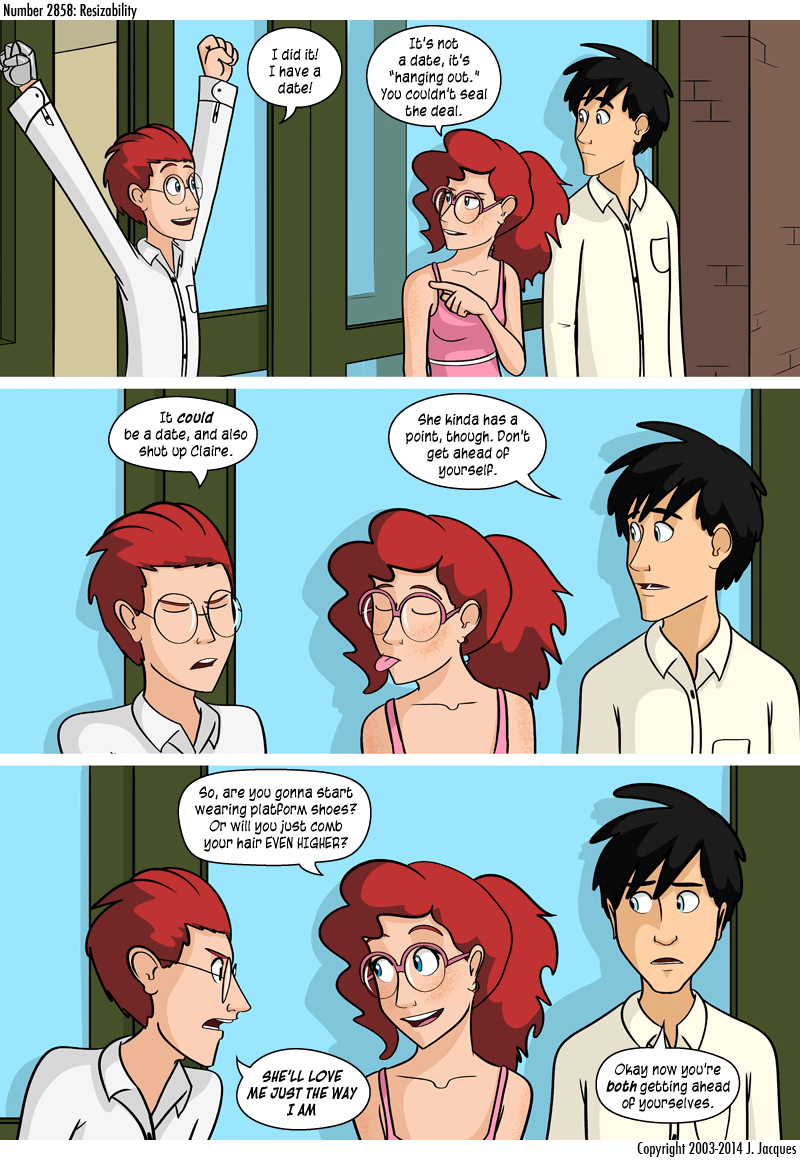 Number 2858: Resizability
I did it!
I have a
date!
It's not
a date, it's
"hanging out."
You couldn't seal
the deal.
It could
be a date, and also
shut up Claire.
She kinda has a
point, though. Don't
get ahead of
yourself.
So, are you gonna start
wearing platform shoes?
Or will you just comb
your hair EVEN HIGHER?
SHE'LL LOVE
ME JUST THE WAY
I AM
Okay now you're
both getting ahead
of yourselves.
Copyright 2003-2014 J. Jacques